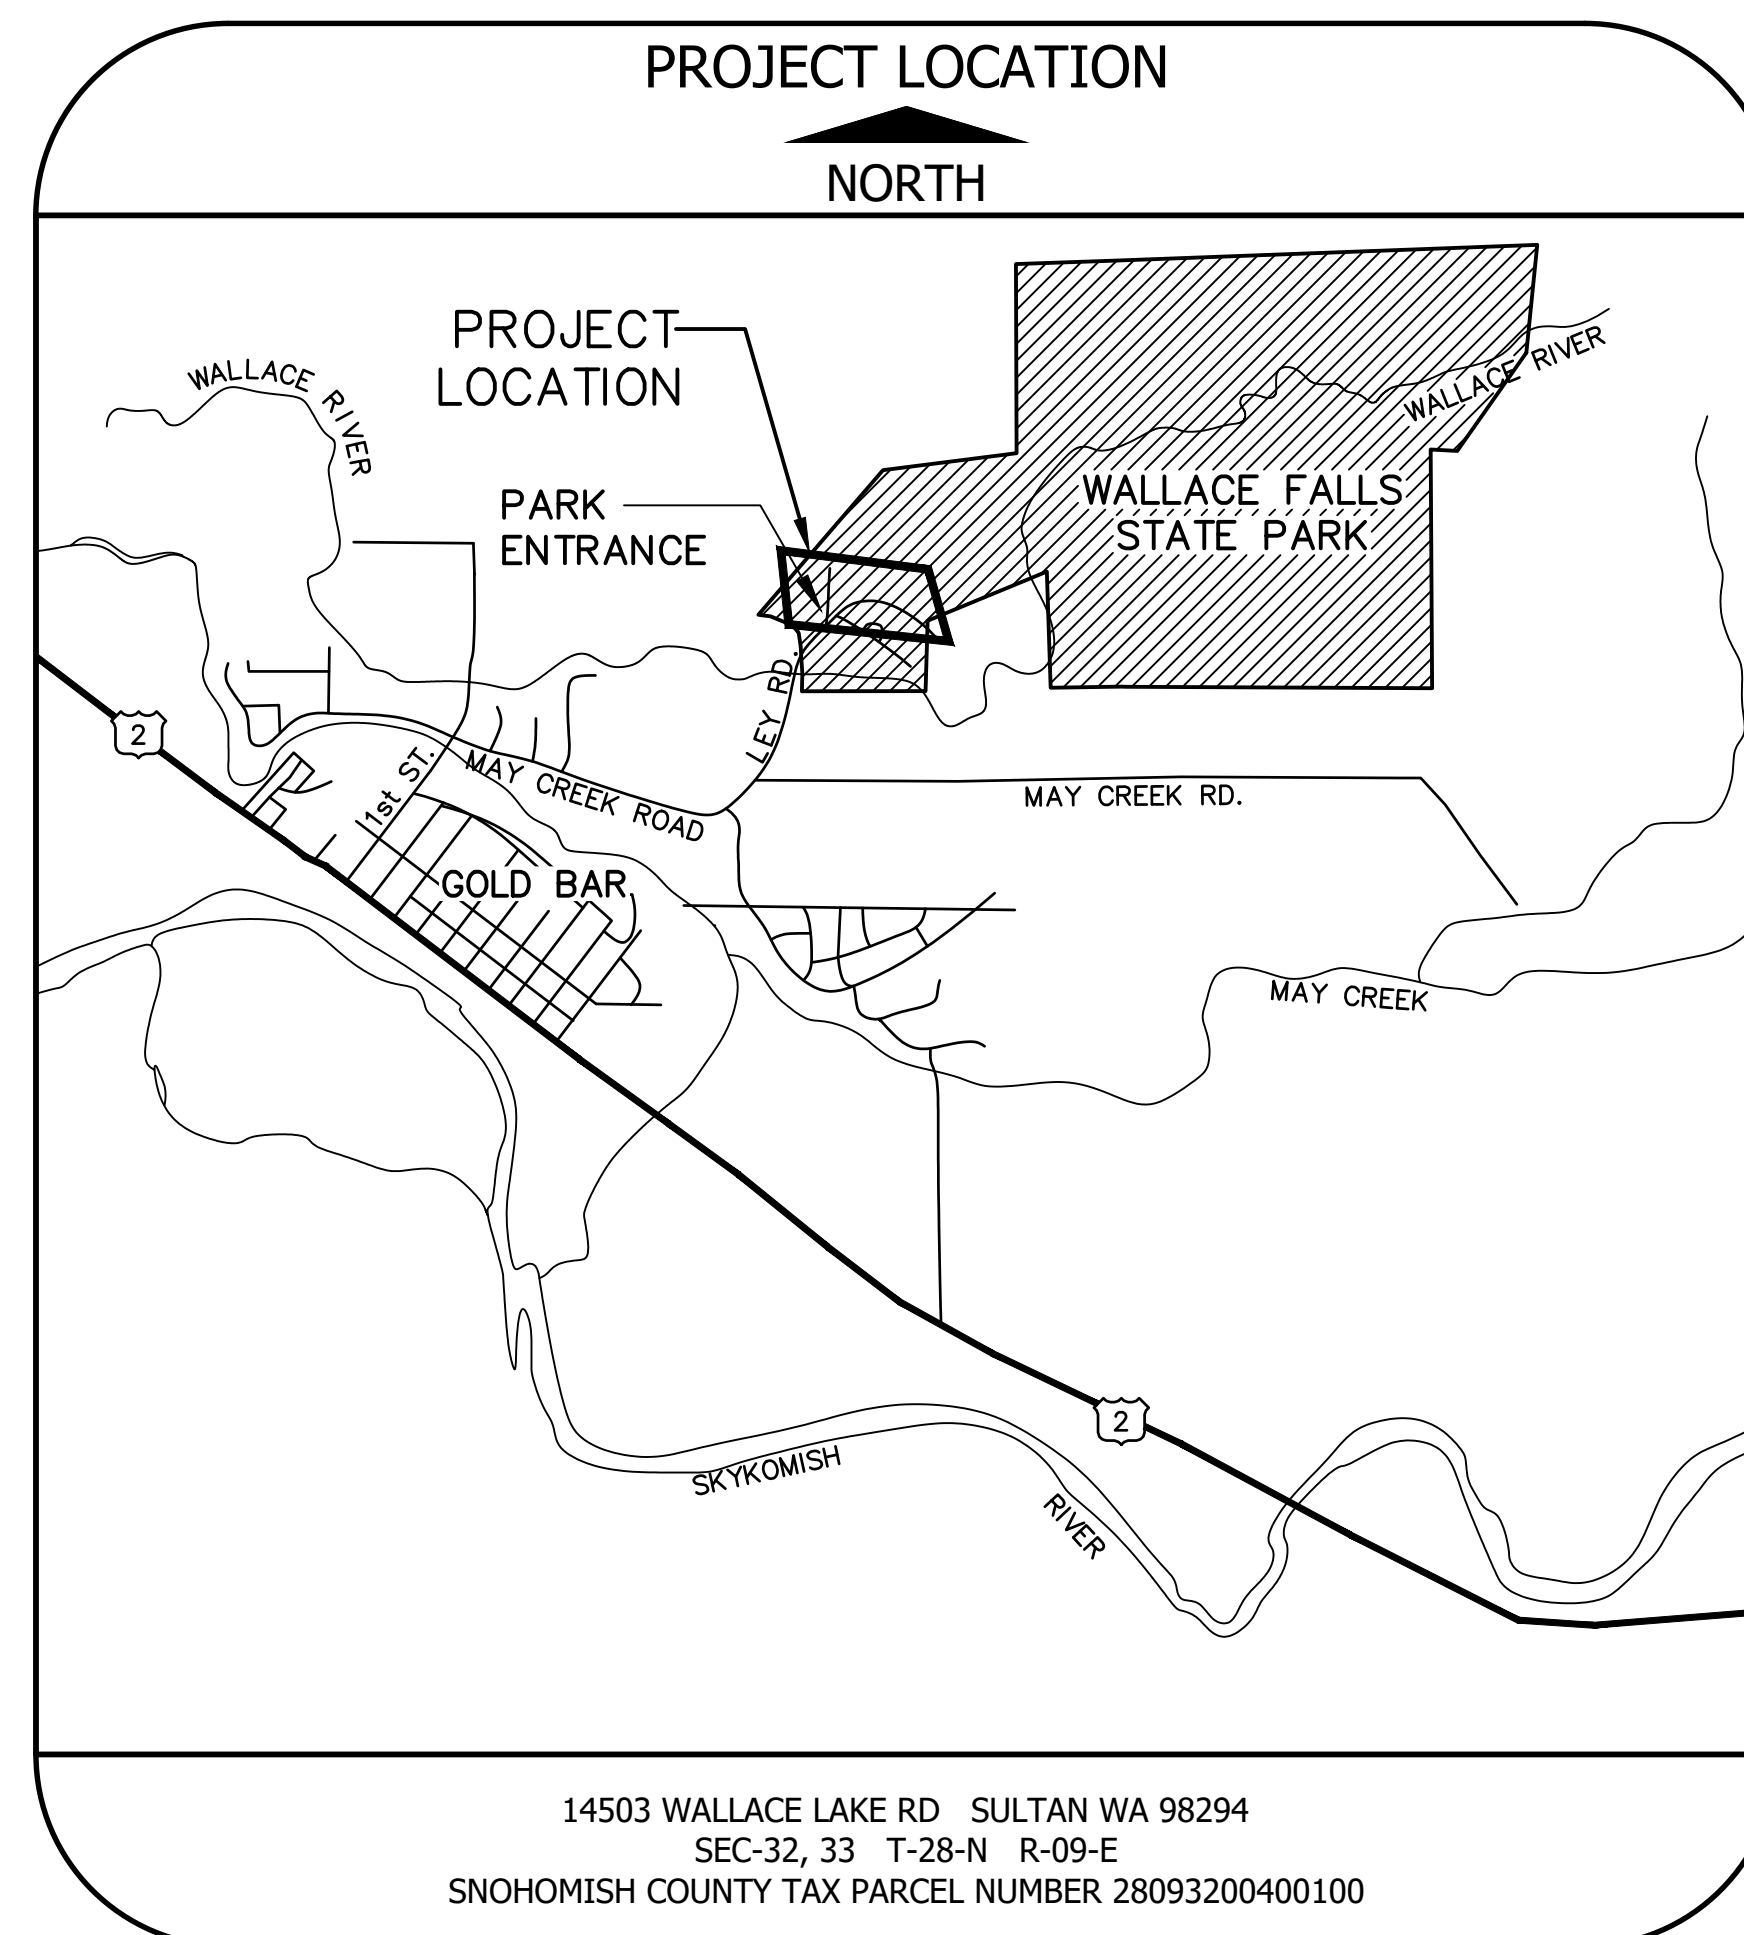 PROJECT LOCATION
NORTH
PROJECT
LOCATION
WALLACE RIVER
WALLACE RIVER
PARK
ENTRANCE
WALLACE FALLS
STATE PARK
LEY RD.
2
1st ST.
MAY CREEK ROAD
MAY CREEK RD.
GOLD BAR
MAY CREEK
2
SKYKOMISH
RIVER
14503 WALLACE LAKE RD SULTAN WA 98294
SEC-32, 33 T-28-N R-09-E
SNOHOMISH COUNTY TAX PARCEL NUMBER 28093200400100